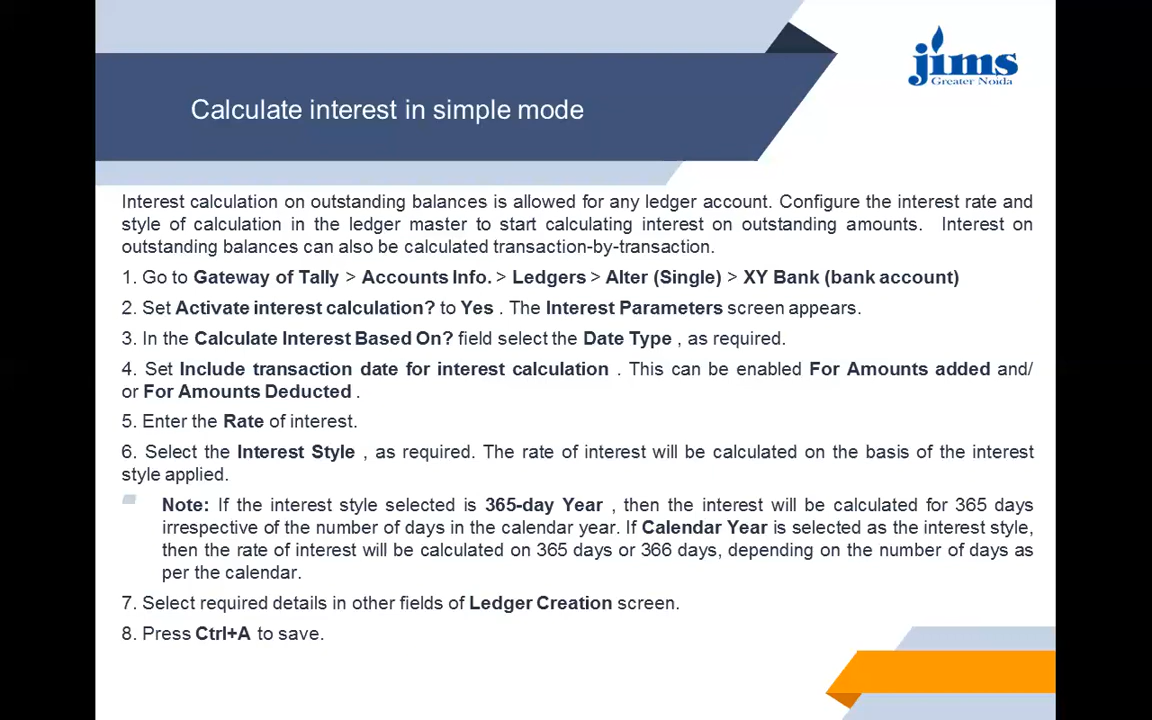 jims
Greater Noida
Calculate interest in simple mode
Interest calculation on outstanding balances is allowed for any ledger account. Configure the interest rate and
style of calculation in the ledger master to start calculating interest on outstanding amounts. Interest on
outstanding balances can also be calculated transaction-by-transaction.
1. Go to Gateway of Tally > Accounts Info. > Ledgers > Alter (Single) > XY Bank (bank account)
2. Set Activate interest calculation? to Yes . The Interest Parameters screen appears.
3. In the Calculate Interest Based On? field select the Date Type , as required.
4. Set Include transaction date for interest calculation . This can be enabled For Amounts added and/
or For Amounts Deducted .
5. Enter the Rate of interest.
6. Select the Interest Style , as required. The rate of interest will be calculated on the basis of the interest
style applied.
Note: If the interest style selected is 365-day Year , then the interest will be calculated for 365 days
irrespective of the number of days in the calendar year. If Calendar Year is selected as the interest style,
then the rate of interest will be calculated on 365 days or 366 days, depending on the number of days as
per the calendar.
7. Select required details in other fields of Ledger Creation screen.
8. Press Ctrl+A to save.